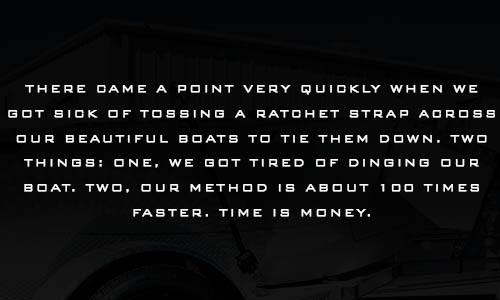 THERE CAME A POINT VERY QUICKLY WHEN WE
GOT SICK OF TOSSING A RATCHET STRAP ACROSS
OUR BEAUTIFUL BOATS TO TIE THEM DOWN. TWO
THINGS: ONE, WE GOT TIRED OF DINGING OUR
BOAT. TWO, OUR METHOD IS ABOUT 100 TIMES
FASTER. TIME IS MONEY.